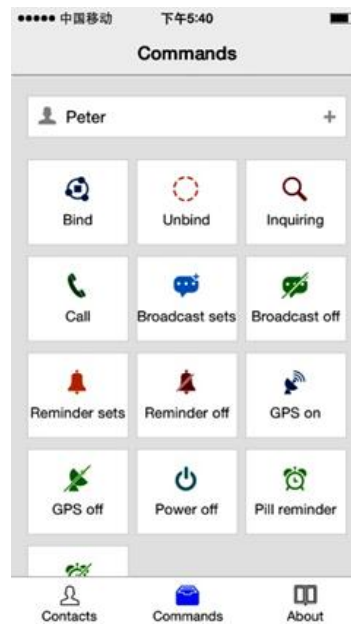 中国移动 下午5:40
Commands
Peter +
Bind Unbind Inquiring
Call Broadcast sets Broadcast off
Reminder sets Reminder off GPS on
GPS off Power off Pill reminder
Contacts Commands About